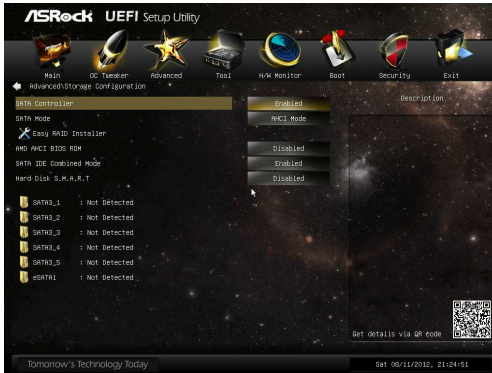 ASRock UEFI Setup Utility
Main OC Tweaker Advanced Tool H/W Monitor Boot Security Exit
Advanced\Storage Configuration
Description
SATA Controller Enabled
SATA Mode AHCI Mode
Easy RAID Installer
AMD AHCI BIOS ROM Disabled
SATA IDE Combined Mode Enabled
Hard Disk S.M.A.R.T Disabled
SATA3_1 : Not Detected
SATA3_2 : Not Detected
SATA3_3 : Not Detected
SATA3_4 : Not Detected
SATA3_5 : Not Detected
eSATA1 : Not Detected
Get details via QR code
Tomorrow's Technology Today
Sat 08/11/2012, 21:24:51